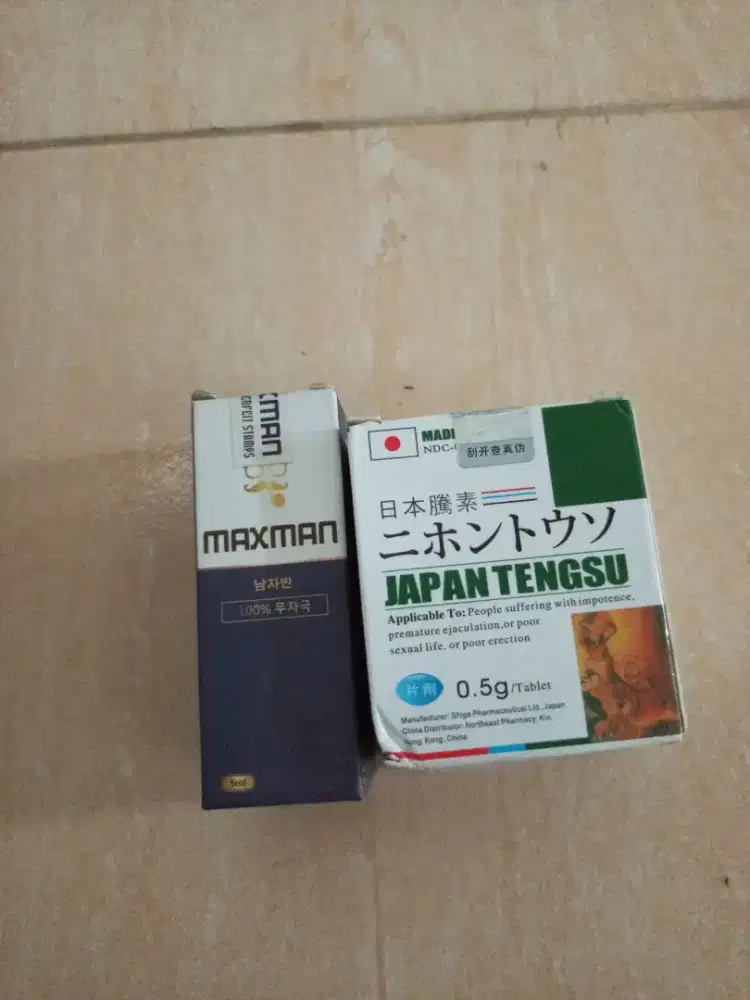 MAXMAN
남자반
100% 무자극
5ml
刮开查真伪
日本騰素
ニホントウソ
JAPAN TENGSU
Applicable To: People suffering with impotence,
premature ejaculation,or poor
sexual life, or poor erection
片劑
0.5g/Tablet
Manufacturer: Shiga Pharmaceutical Ltd.,Japan
China Distributor: Northeast Pharmacy, Kin,
Hong Kong, China